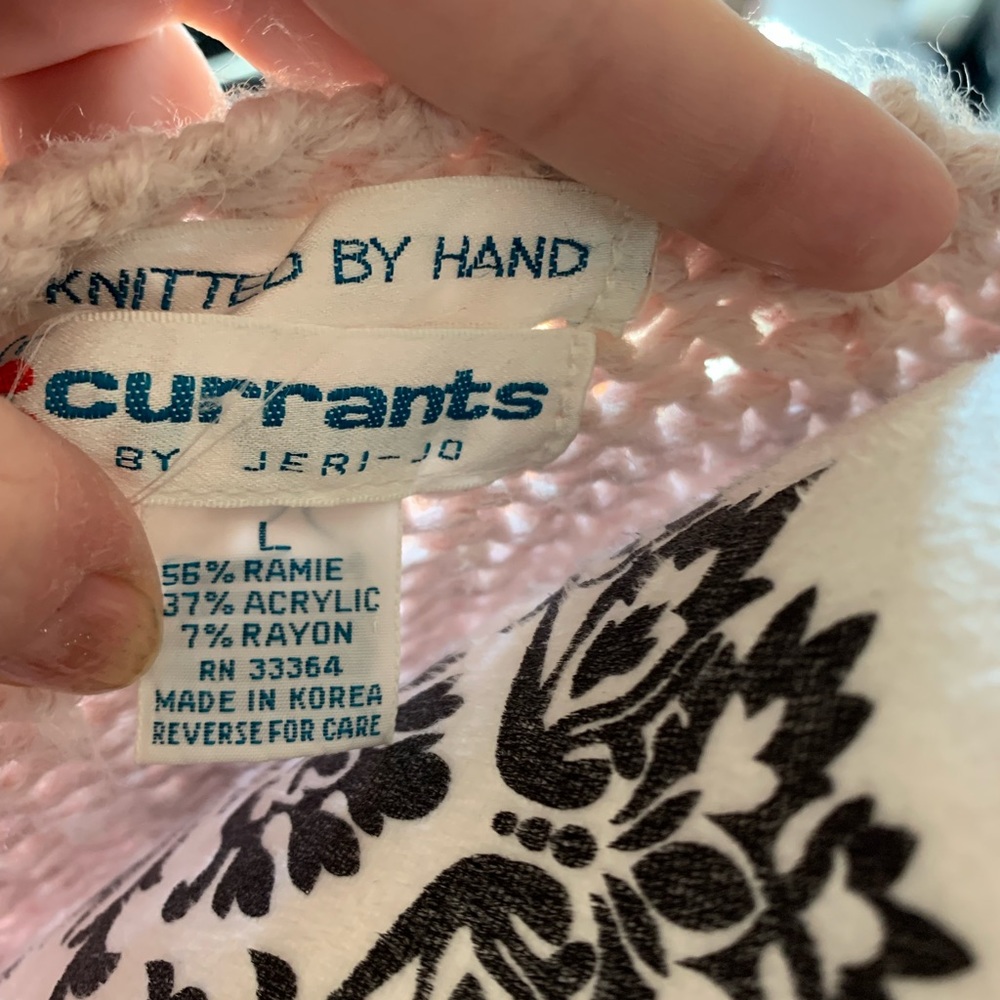 KNITTED BY HAND
currants
BY JERI-JO
L
56% RAMIE
37% ACRYLIC
7% RAYON
RN 33364
MADE IN KOREA
REVERSE FOR CARE